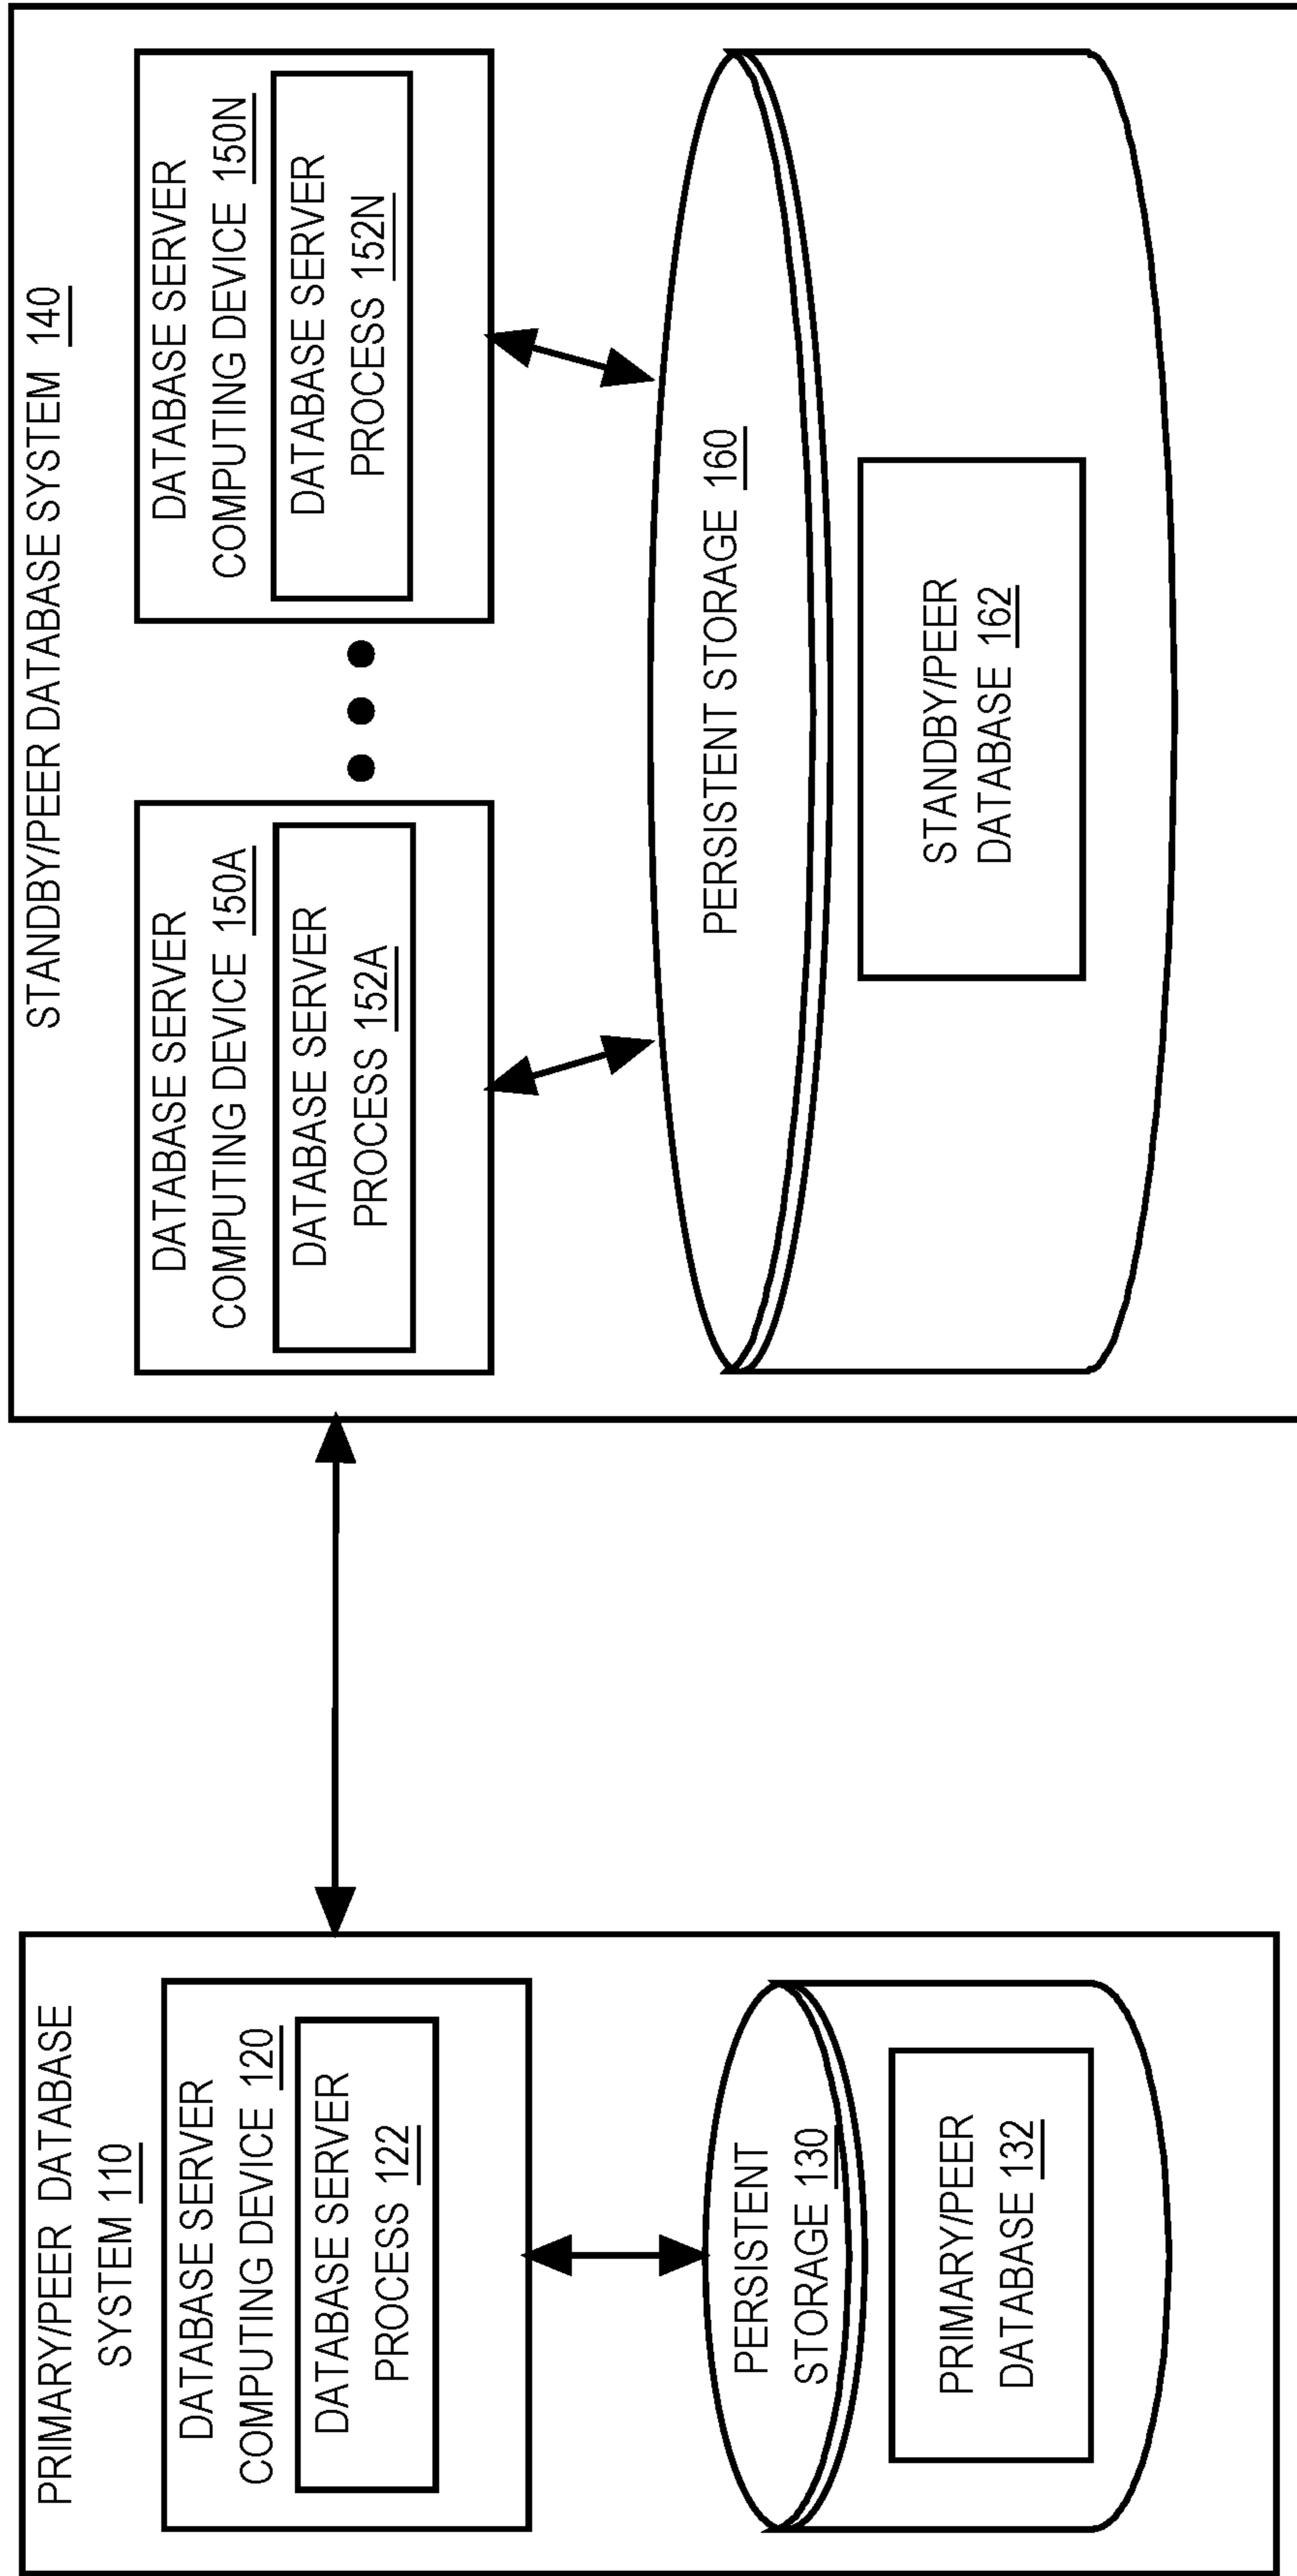 PRIMARY/PEER DATABASE
SYSTEM 110
DATABASE SERVER
COMPUTING DEVICE 120
DATABASE SERVER
PROCESS 122
PERSISTENT
STORAGE 130
PRIMARY/PEER
DATABASE 132
STANDBY/PEER DATABASE SYSTEM 140
DATABASE SERVER
COMPUTING DEVICE 150A
DATABASE SERVER
PROCESS 152A
DATABASE SERVER
COMPUTING DEVICE 150N
DATABASE SERVER
PROCESS 152N
PERSISTENT STORAGE 160
STANDBY/PEER
DATABASE 162